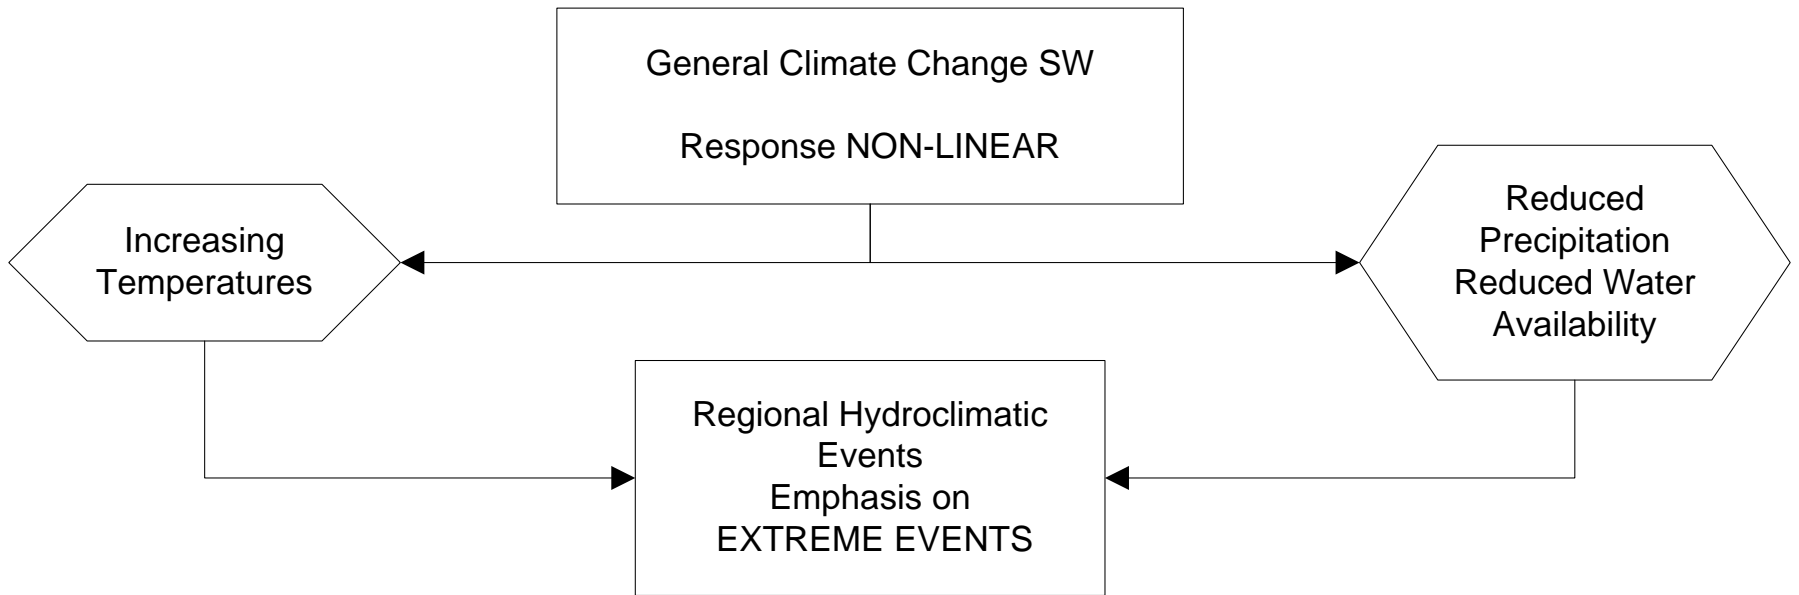 General Climate Change SW
Response NON-LINEAR
Increasing
Temperatures
Reduced
Precipitation
Reduced Water
Availability
Regional Hydroclimatic
Events
Emphasis on
EXTREME EVENTS